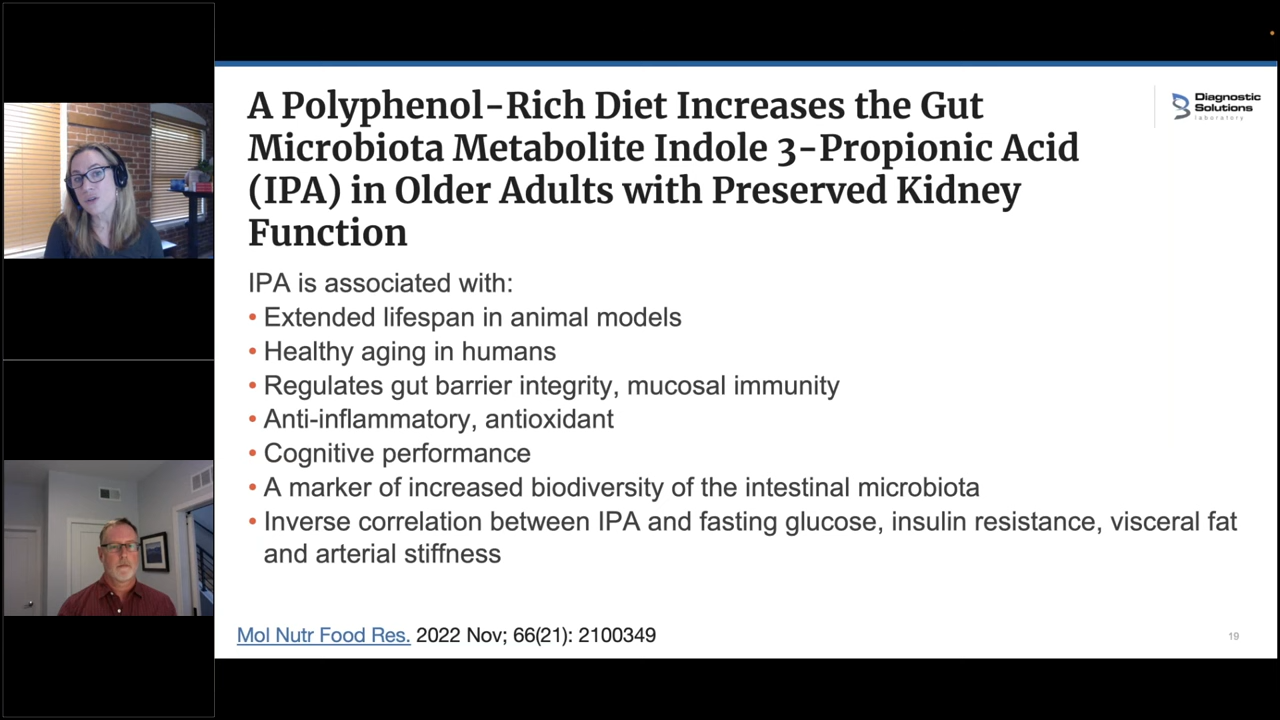 A Polyphenol-Rich Diet Increases the Gut
Microbiota Metabolite Indole 3-Propionic Acid
(IPA) in Older Adults with Preserved Kidney
Function
Diagnostic
Solutions
laboratory
IPA is associated with:
• Extended lifespan in animal models
• Healthy aging in humans
• Regulates gut barrier integrity, mucosal immunity
• Anti-inflammatory, antioxidant
• Cognitive performance
• A marker of increased biodiversity of the intestinal microbiota
• Inverse correlation between IPA and fasting glucose, insulin resistance, visceral fat
and arterial stiffness
Mol Nutr Food Res. 2022 Nov; 66(21): 2100349
19